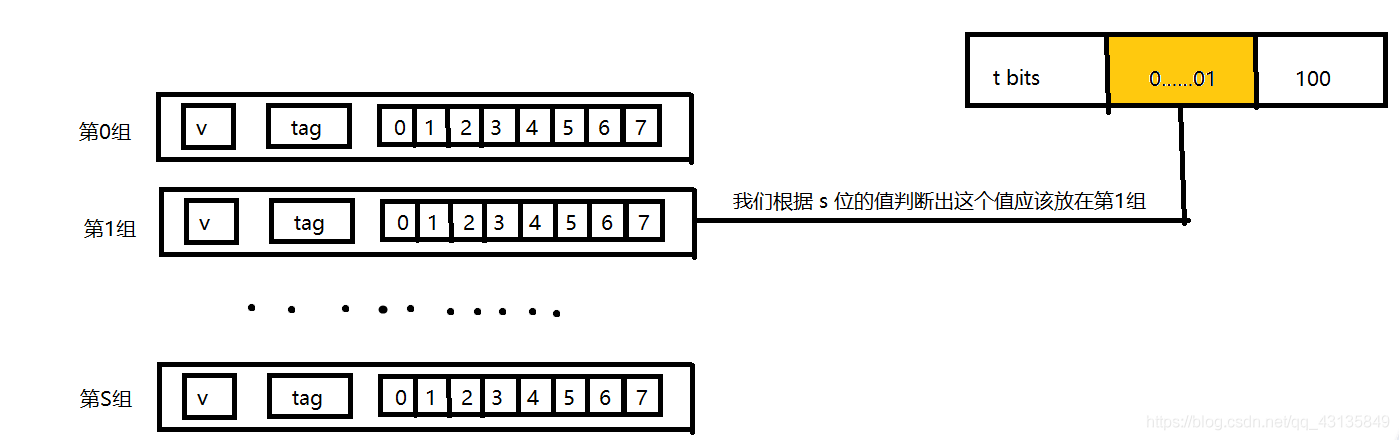 t bits 0......01 100
第0组 v tag 0 1 2 3 4 5 6 7
我们根据 s 位的值判断出这个值应该放在第1组
第1组 v tag 0 1 2 3 4 5 6 7
第S组 v tag 0 1 2 3 4 5 6 7
https://blog.csdn.net/qq_43135849